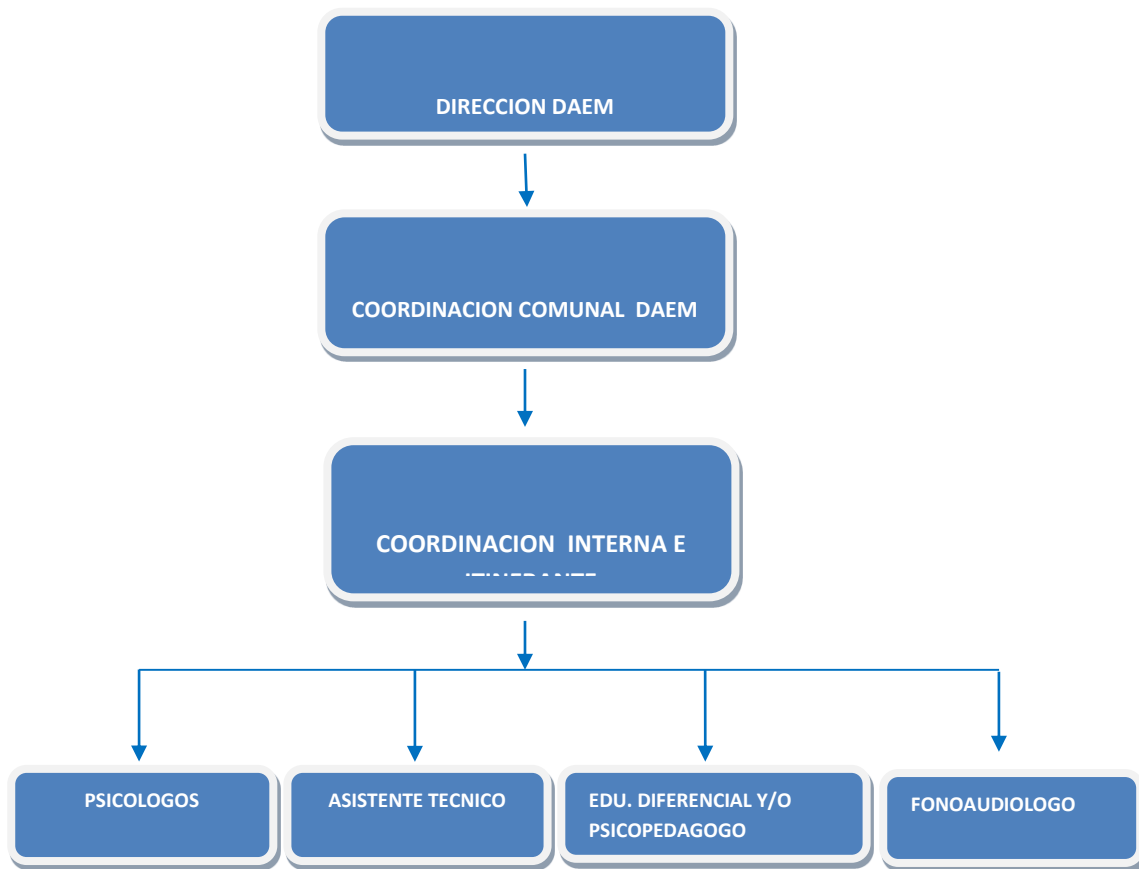 DIRECCION DAEM
COORDINACION COMUNAL DAEM
COORDINACION INTERNA E
PSICOLOGOS
ASISTENTE TECNICO
EDU. DIFERENCIAL Y/O
PSICOPEDAGOGO
FONOAUDIOLOGO